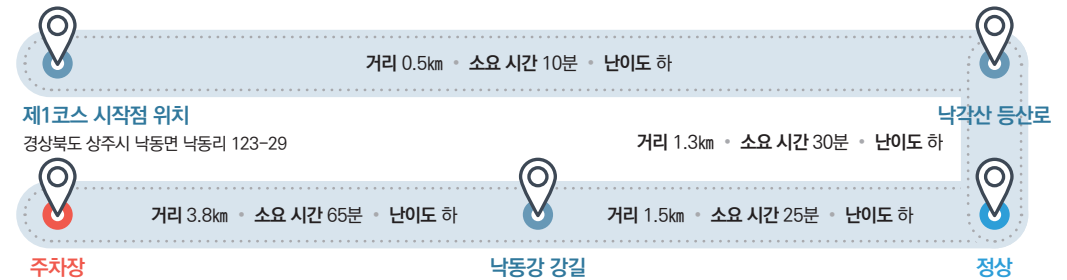 거리 0.5㎞ • 소요 시간 10분 • 난이도 하
제1코스 시작점 위치
낙각산 등산로
경상북도 상주시 낙동면 낙동리 123-29
거리 1.3㎞ • 소요 시간 30분 • 난이도 하
거리 3.8㎞ • 소요 시간 65분 • 난이도 하
거리 1.5㎞ • 소요 시간 25분 • 난이도 하
주차장
낙동강 강길
정상